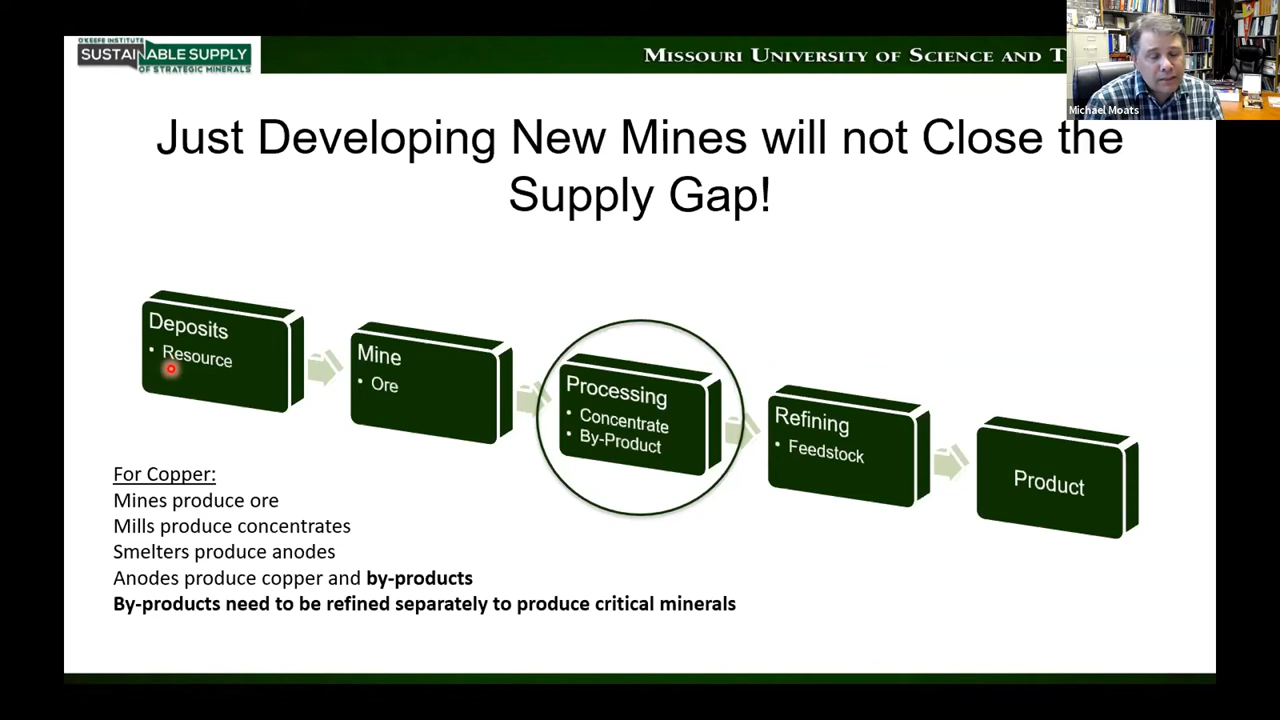 O'KEEFE INSTITUTE
SUSTAINABLE SUPPLY
OF STRATEGIC MINERALS
MISSOURI UNIVERSITY OF SCIENCE AND T
Michael Moats
Just Developing New Mines will not Close the
Supply Gap!
Deposits
• Resource
Mine
• Ore
Processing
• Concentrate
• By-Product
Refining
• Feedstock
Product
For Copper:
Mines produce ore
Mills produce concentrates
Smelters produce anodes
Anodes produce copper and by-products
By-products need to be refined separately to produce critical minerals